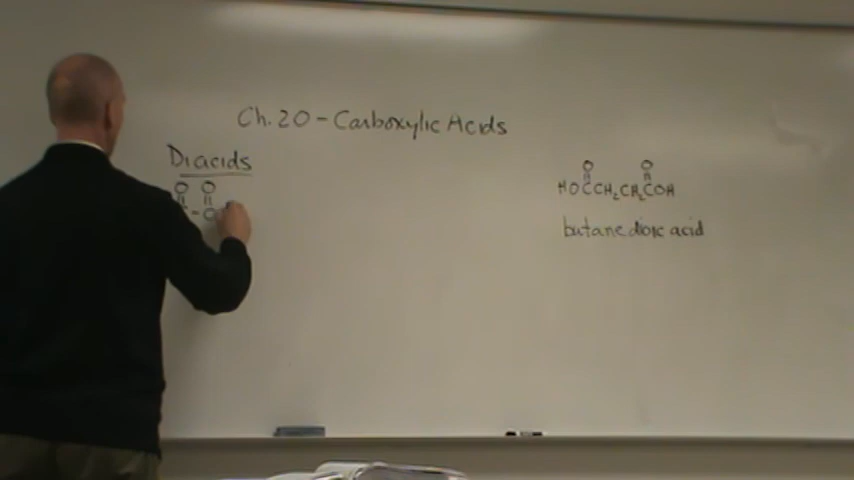 Ch. 20 - Carboxylic Acids
Diacids
O O
O O
HOCCH2CH2COH
butanedioic acid